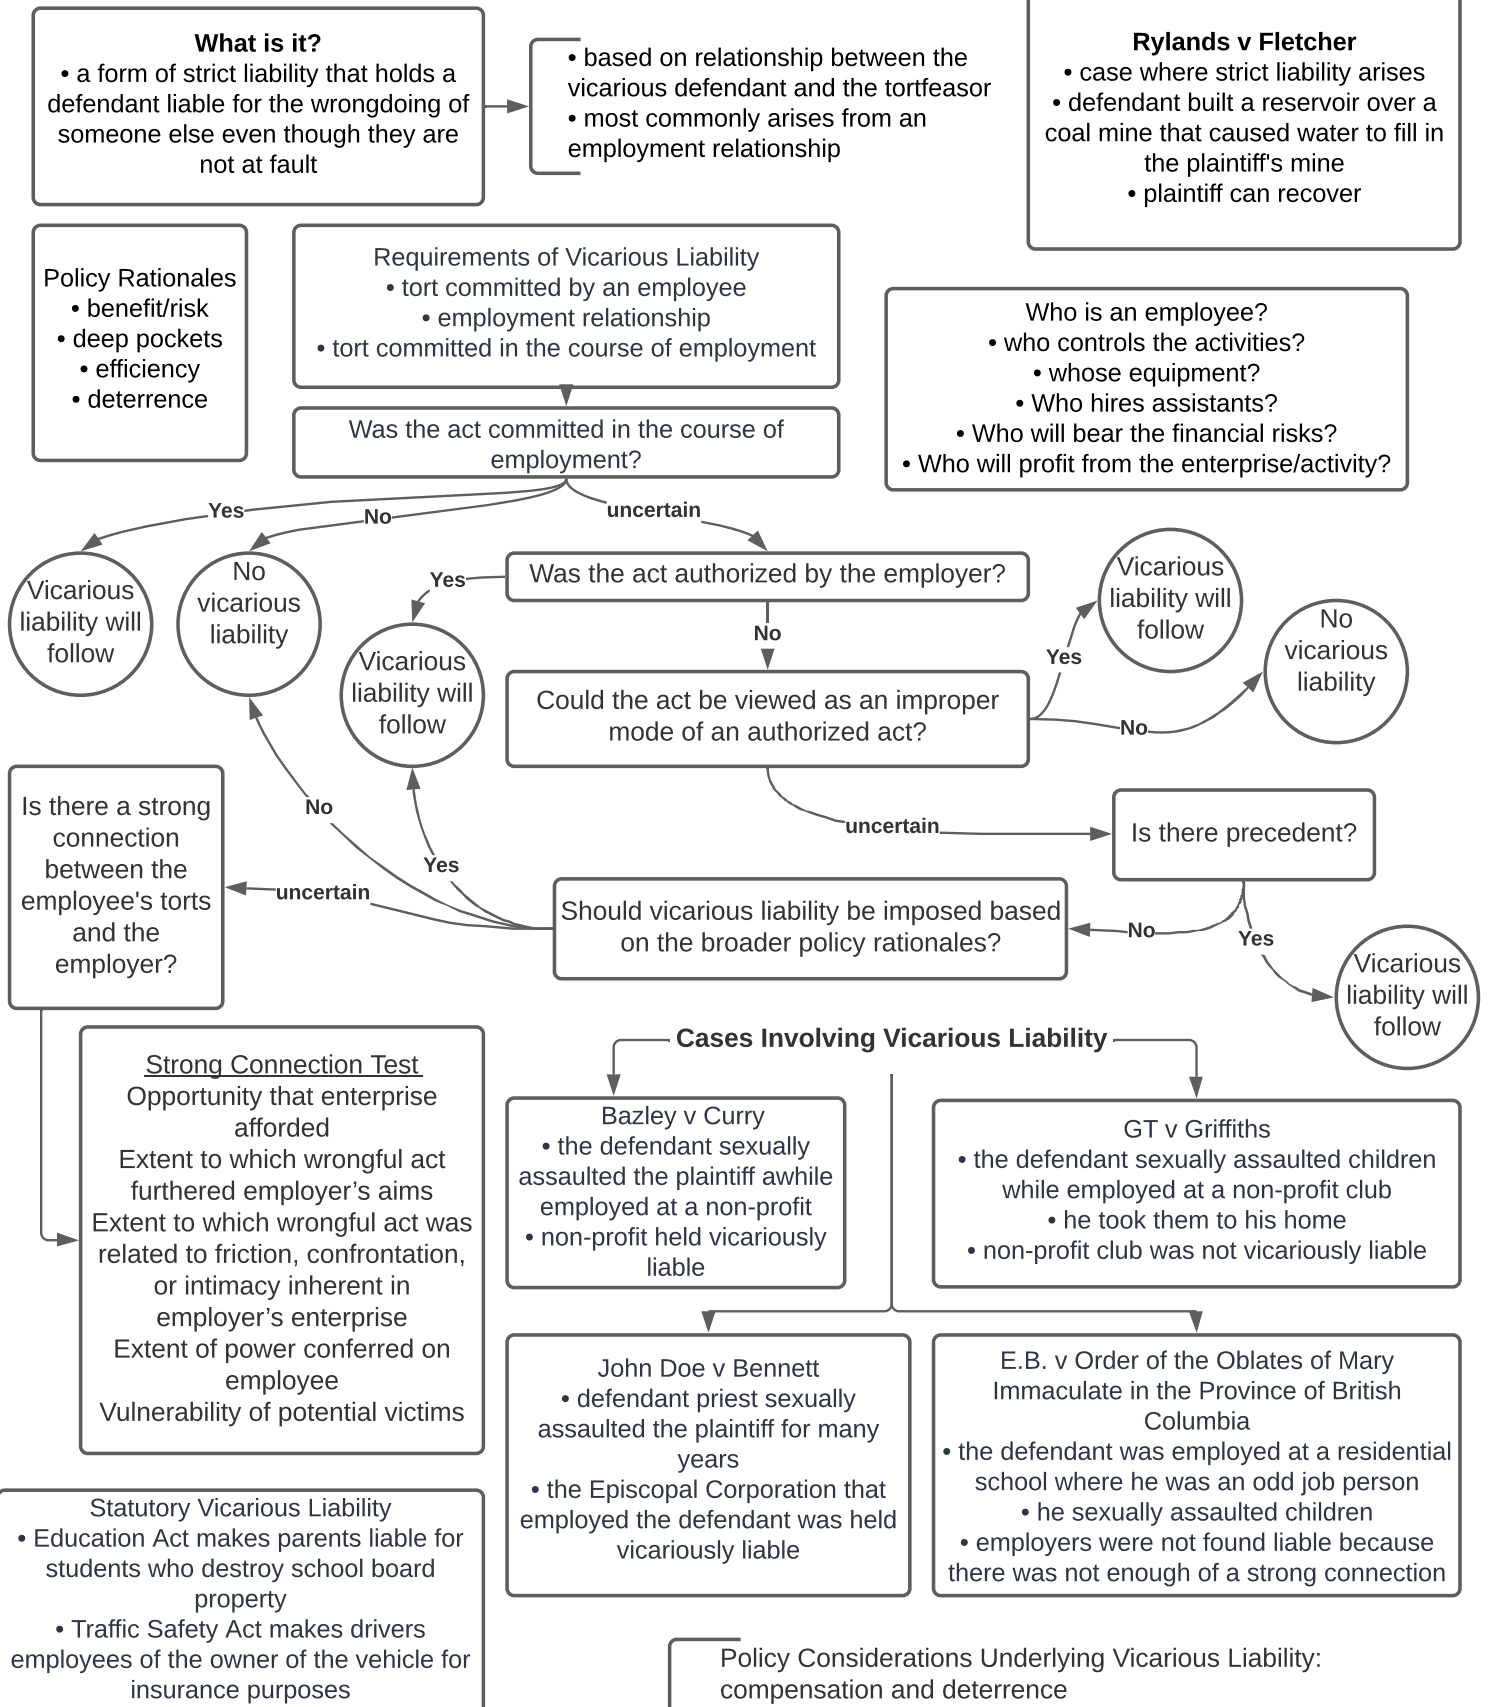 What is it?
• a form of strict liability that holds a
defendant liable for the wrongdoing of
someone else even though they are
not at fault
• based on relationship between the
vicarious defendant and the tortfeasor
• most commonly arises from an
employment relationship
Rylands v Fletcher
• case where strict liability arises
• defendant built a reservoir over a
coal mine that caused water to fill in
the plaintiff's mine
• plaintiff can recover
Policy Rationales
• benefit/risk
• deep pockets
• efficiency
• deterrence
Requirements of Vicarious Liability
• tort committed by an employee
• employment relationship
• tort committed in the course of employment
Who is an employee?
• who controls the activities?
• whose equipment?
• Who hires assistants?
• Who will bear the financial risks?
• Who will profit from the enterprise/activity?
Was the act committed in the course of
employment?
Yes
No
uncertain
Vicarious
liability will
follow
No
vicarious
liability
Was the act authorized by the employer?
Yes
Vicarious
liability will
follow
No
Could the act be viewed as an improper
mode of an authorized act?
Yes
Vicarious
liability will
follow
No
No
vicarious
liability
uncertain
Is there precedent?
No
Yes
Vicarious
liability will
follow
Should vicarious liability be imposed based
on the broader policy rationales?
No
Yes
uncertain
Is there a strong
connection
between the
employee's torts
and the
employer?
Strong Connection Test
Opportunity that enterprise
afforded
Extent to which wrongful act
furthered employer’s aims
Extent to which wrongful act was
related to friction, confrontation,
or intimacy inherent in
employer’s enterprise
Extent of power conferred on
employee
Vulnerability of potential victims
Cases Involving Vicarious Liability
Bazley v Curry
• the defendant sexually
assaulted the plaintiff awhile
employed at a non-profit
• non-profit held vicariously
liable
GT v Griffiths
• the defendant sexually assaulted children
while employed at a non-profit club
• he took them to his home
• non-profit club was not vicariously liable
John Doe v Bennett
• defendant priest sexually
assaulted the plaintiff for many
years
• the Episcopal Corporation that
employed the defendant was held
vicariously liable
E.B. v Order of the Oblates of Mary
Immaculate in the Province of British
Columbia
• the defendant was employed at a residential
school where he was an odd job person
• he sexually assaulted children
• employers were not found liable because
there was not enough of a strong connection
Statutory Vicarious Liability
• Education Act makes parents liable for
students who destroy school board
property
• Traffic Safety Act makes drivers
employees of the owner of the vehicle for
insurance purposes
Policy Considerations Underlying Vicarious Liability:
compensation and deterrence